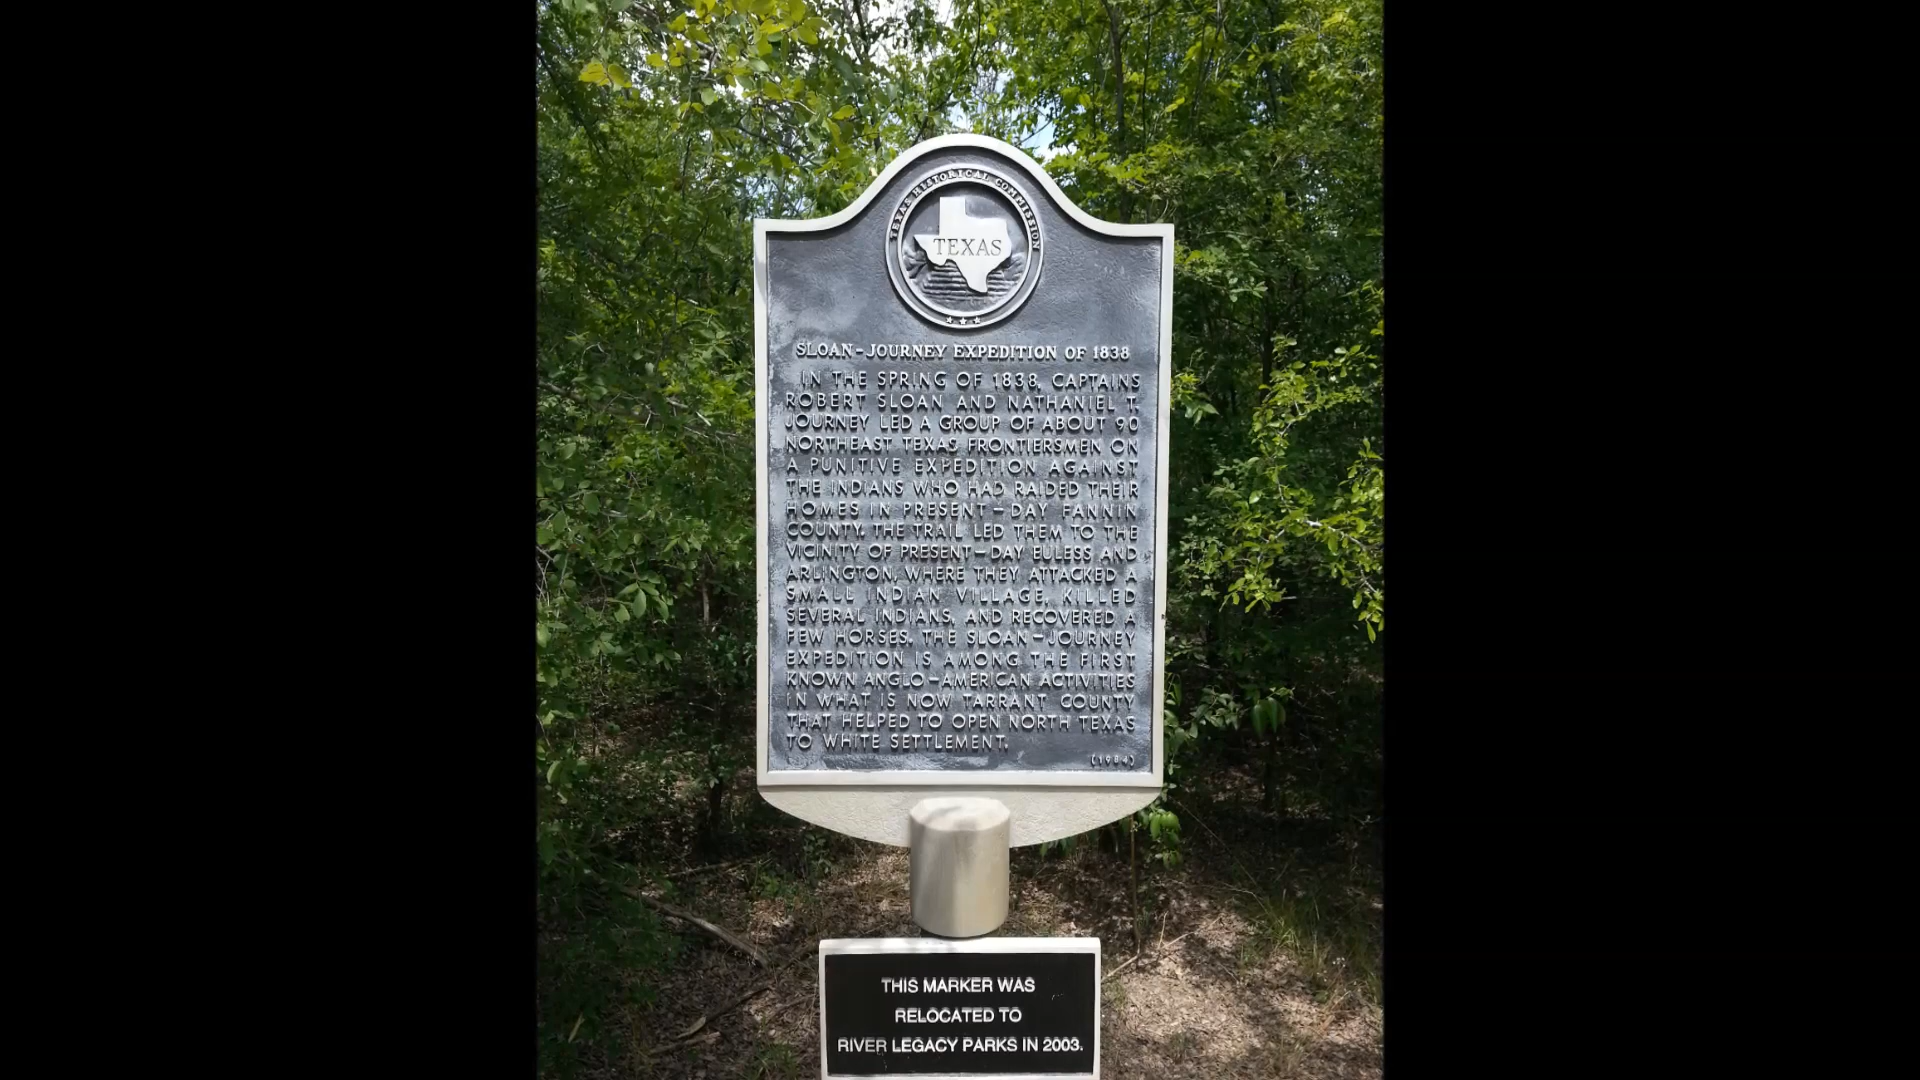 TEXAS HISTORICAL COMMISSION
TEXAS
SLOAN-JOURNEY EXPEDITION OF 1838
IN THE SPRING OF 1838, CAPTAINS
ROBERT SLOAN AND NATHANIEL T.
JOURNEY LED A GROUP OF ABOUT 90
NORTHEAST TEXAS FRONTIERSMEN ON
A PUNITIVE EXPEDITION AGAINST
THE INDIANS WHO HAD RAIDED THEIR
HOMES IN PRESENT-DAY FANNIN
COUNTY. THE TRAIL LED THEM TO THE
VICINITY OF PRESENT-DAY EULESS AND
ARLINGTON, WHERE THEY ATTACKED A
SMALL INDIAN VILLAGE, KILLED
SEVERAL INDIANS, AND RECOVERED A
FEW HORSES. THE SLOAN-JOURNEY
EXPEDITION IS AMONG THE FIRST
KNOWN ANGLO-AMERICAN ACTIVITIES
IN WHAT IS NOW TARRANT COUNTY
THAT HELPED TO OPEN NORTH TEXAS
TO WHITE SETTLEMENT.
(1984)
THIS MARKER WAS
RELOCATED TO
RIVER LEGACY PARKS IN 2003.